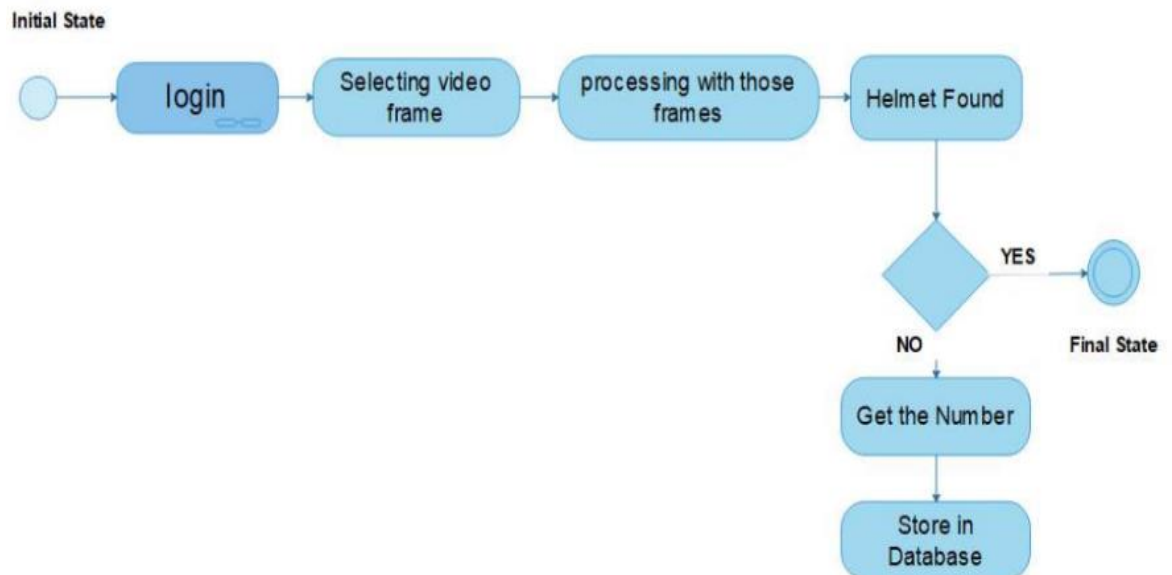 Initial State
login
Selecting video
frame
processing with those
frames
Helmet Found
YES
NO
Final State
Get the Number
Store in
Database